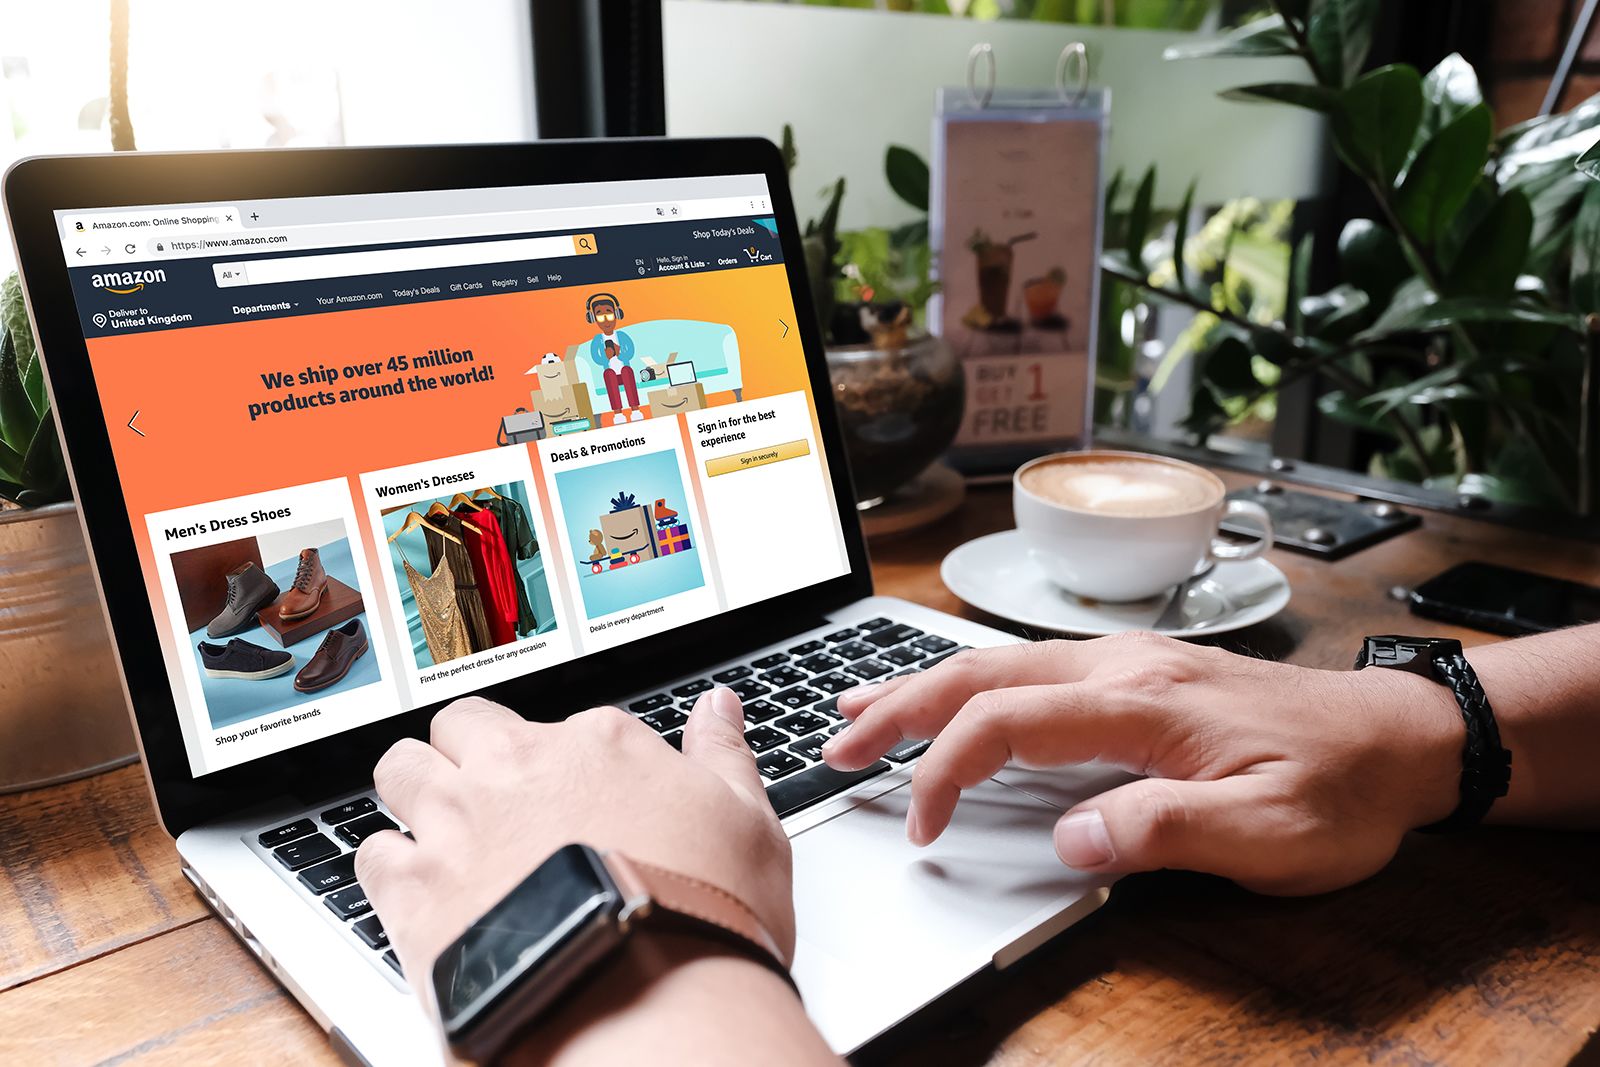 Amazon.com: Online Shopping
https://www.amazon.com
amazon
All
Shop Today's Deals
Deliver to
United Kingdom
Departments
Your Amazon.com
Today's Deals
Gift Cards
Registry
Sell
Help
EN
Hello, Sign in
Account & Lists
Orders
0
Cart
We ship over 45 million
products around the world!
Men's Dress Shoes
Shop your favorite brands
Women's Dresses
Find the perfect dress for any occasion
Deals & Promotions
Deals in every department
Sign in for the best
experience
Sign in securely
BUY 1
GET
FREE
esc
tab
N
M